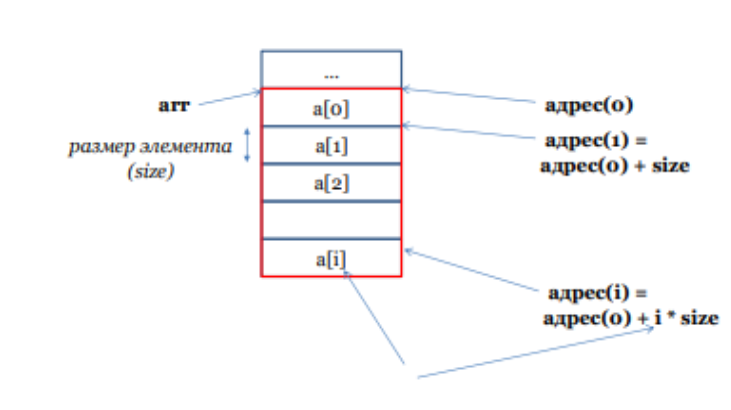 ...
arr
a[0]
адрес(0)
размер элемента
(size)
a[1]
адрес(1) =
адрес(0) + size
a[2]
a[i]
адрес(i) =
адрес(0) + i * size